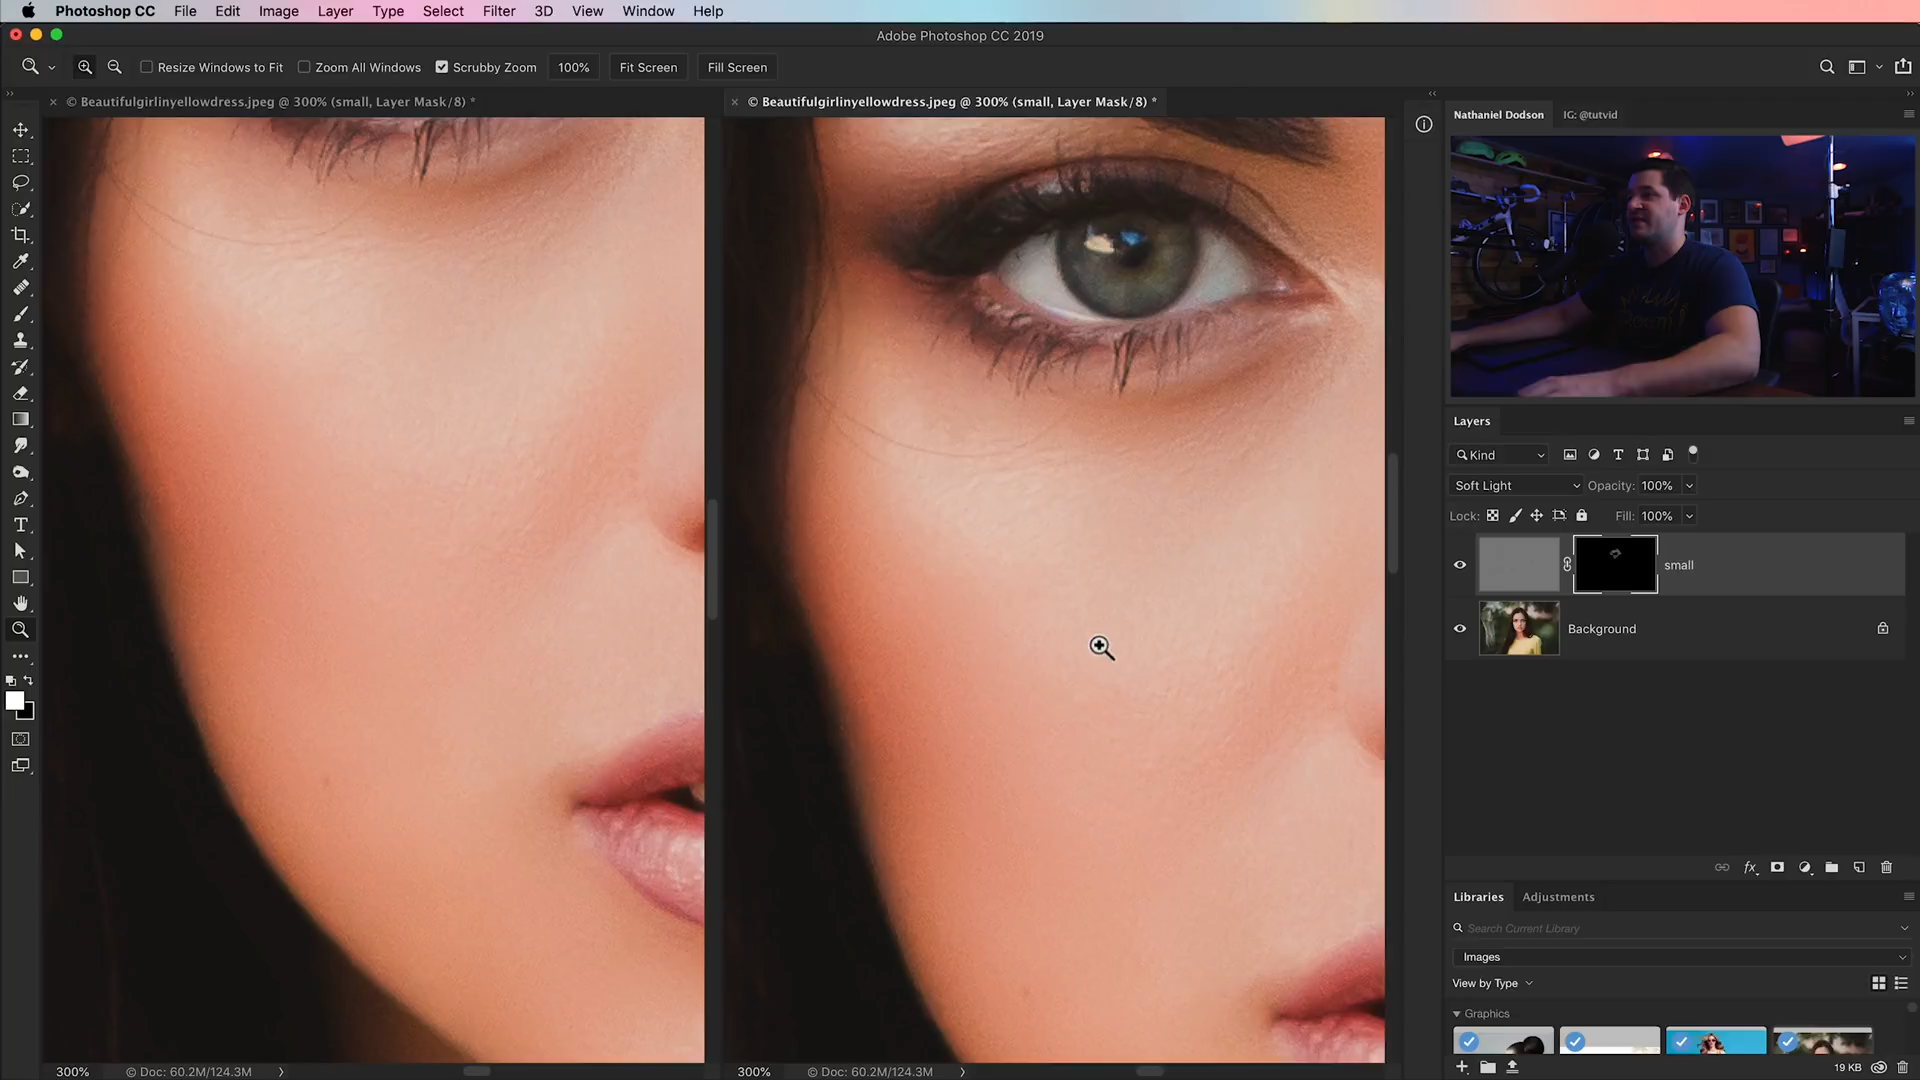 Photoshop CC File Edit Image Layer Type Select Filter 3D View Window Help
Adobe Photoshop CC 2019
Resize Windows to Fit Zoom All Windows Scrubby Zoom 100% Fit Screen Fill Screen
× © Beautifulgirlinyellowdress.jpeg @ 300% (small, Layer Mask/8) *
× © Beautifulgirlinyellowdress.jpeg @ 300% (small, Layer Mask/8) *
Nathaniel Dodson IG: @tutvid
Layers
Kind
Soft Light Opacity: 100%
Lock: Fill: 100%
small
Background
Libraries Adjustments
Search Current Library
Images
View by Type
Graphics
19 KB
300% © Doc: 60.2M/124.3M
300% © Doc: 60.2M/124.3M